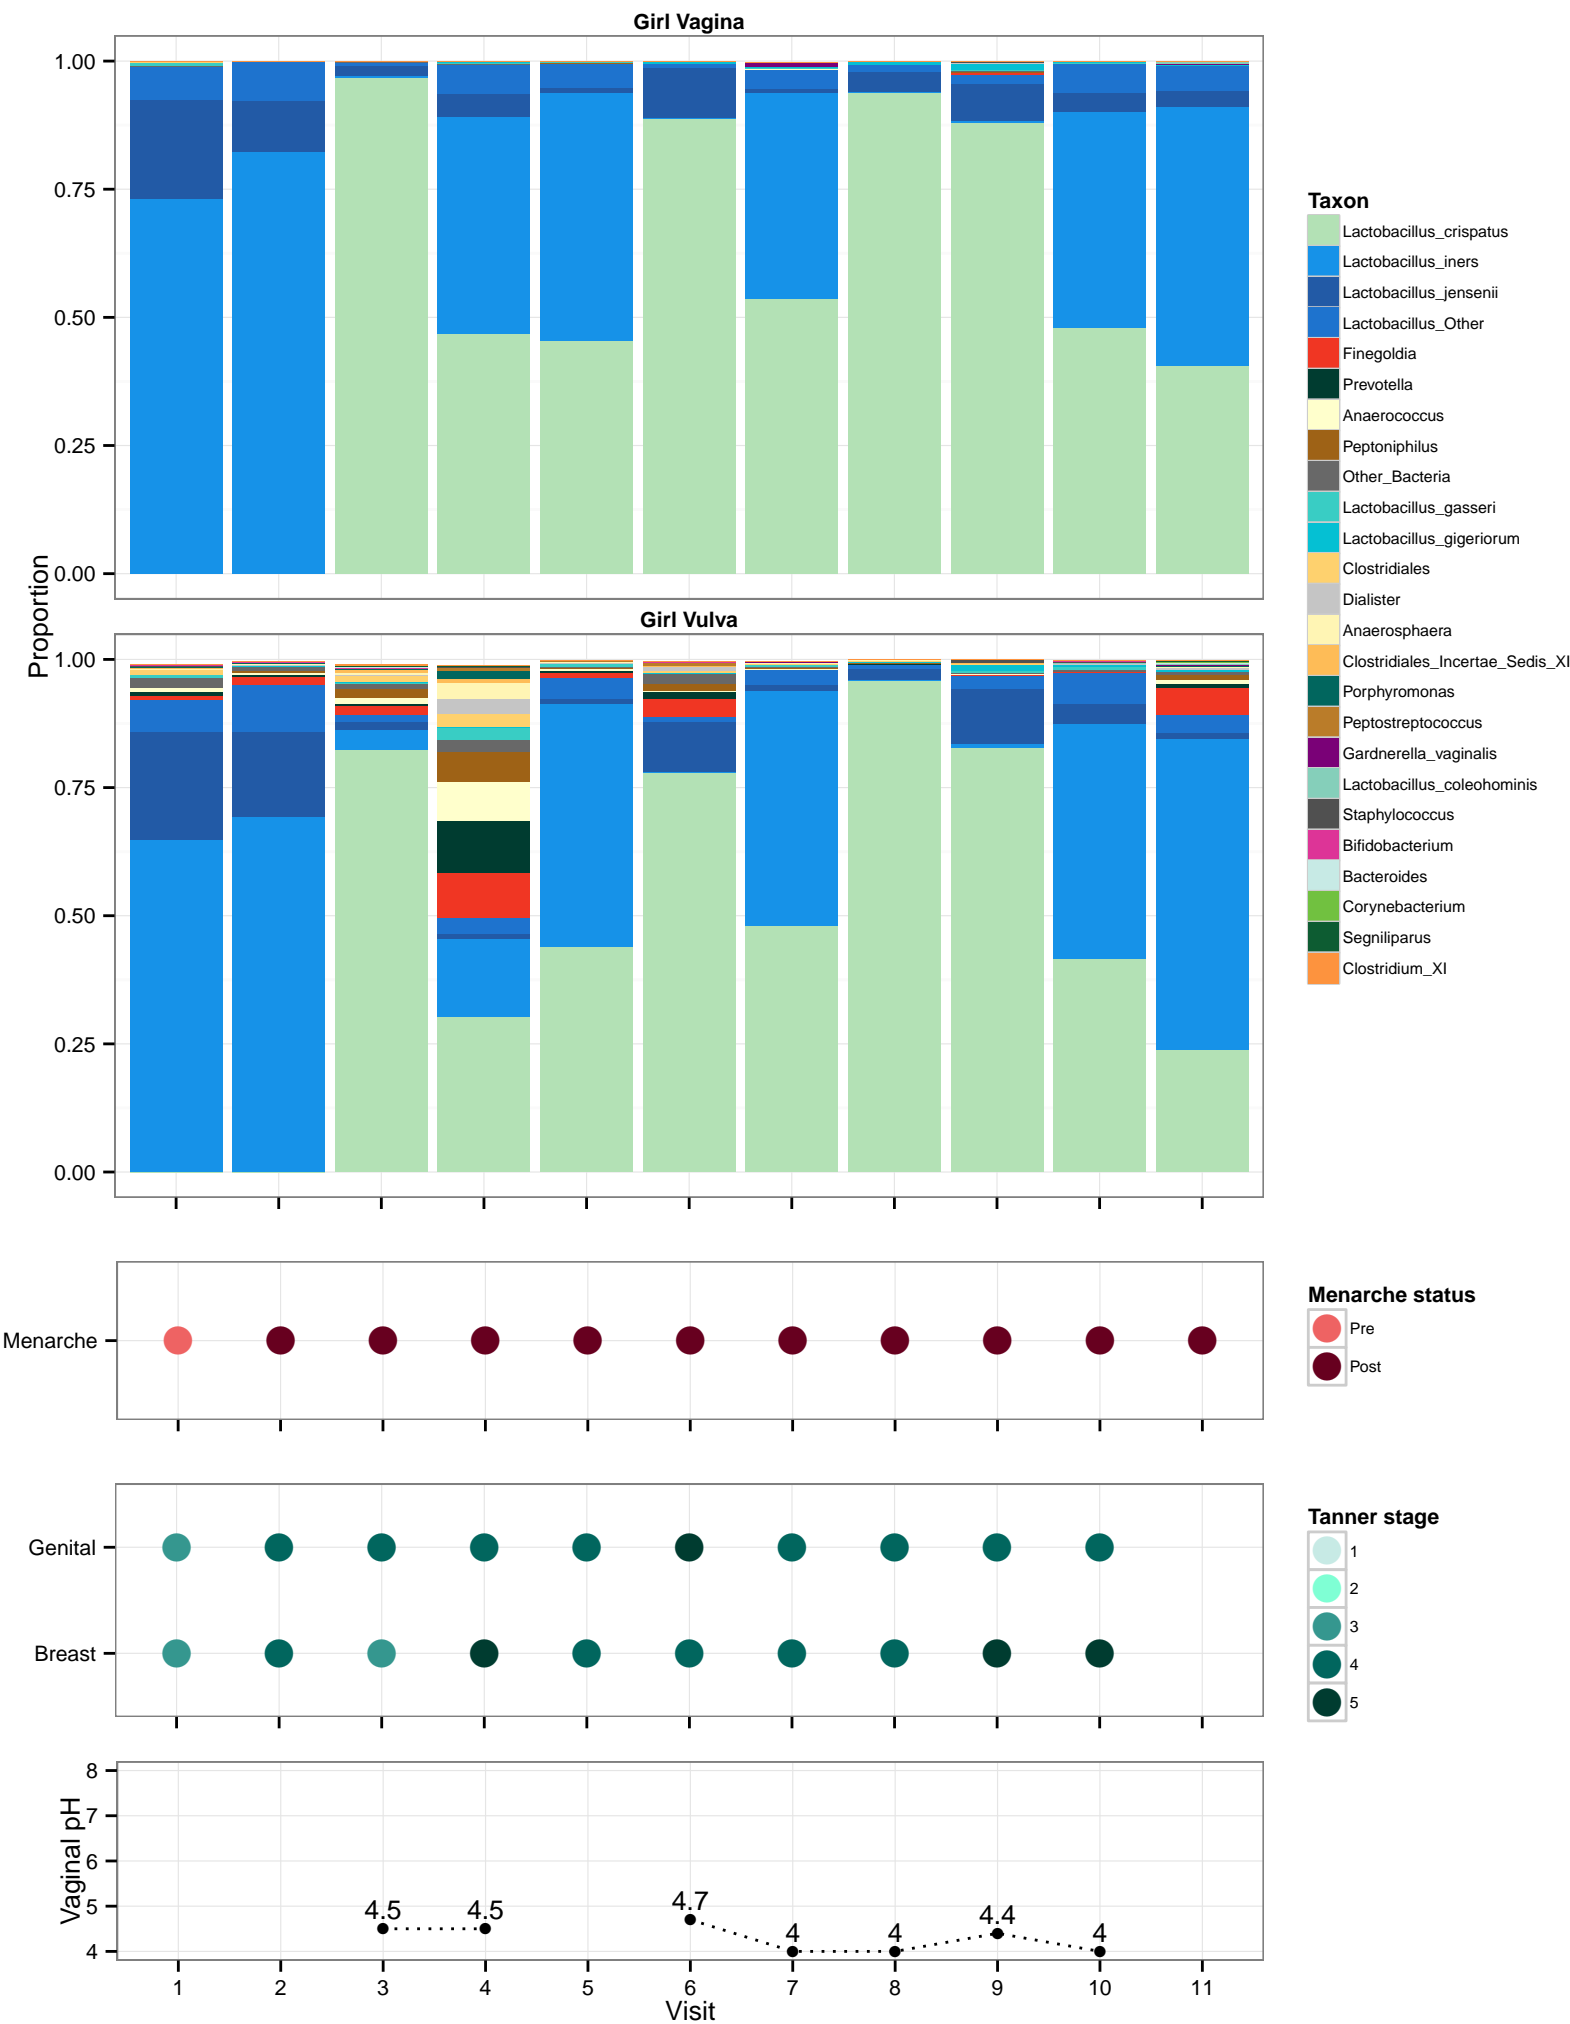 Girl Vagina
1.00
0.75
0.50
0.25
0.00
Proportion
Girl Vulva
1.00
0.75
0.50
0.25
0.00
Taxon
Lactobacillus_crispatus
Lactobacillus_iners
Lactobacillus_jensenii
Lactobacillus_Other
Finegoldia
Prevotella
Anaerococcus
Peptoniphilus
Other_Bacteria
Lactobacillus_gasseri
Lactobacillus_gigeriorum
Clostridiales
Dialister
Anaerosphaera
Clostridiales_Incertae_Sedis_XI
Porphyromonas
Peptostreptococcus
Gardnerella_vaginalis
Lactobacillus_coleohominis
Staphylococcus
Bifidobacterium
Bacteroides
Corynebacterium
Segniliparus
Clostridium_XI
Menarche
Menarche status
Pre
Post
Genital
Breast
Tanner stage
1
2
3
4
5
Vaginal pH
8
7
6
5
4
4.5 4.5 4.7 4 4 4.4 4
1 2 3 4 5 6 7 8 9 10 11
Visit